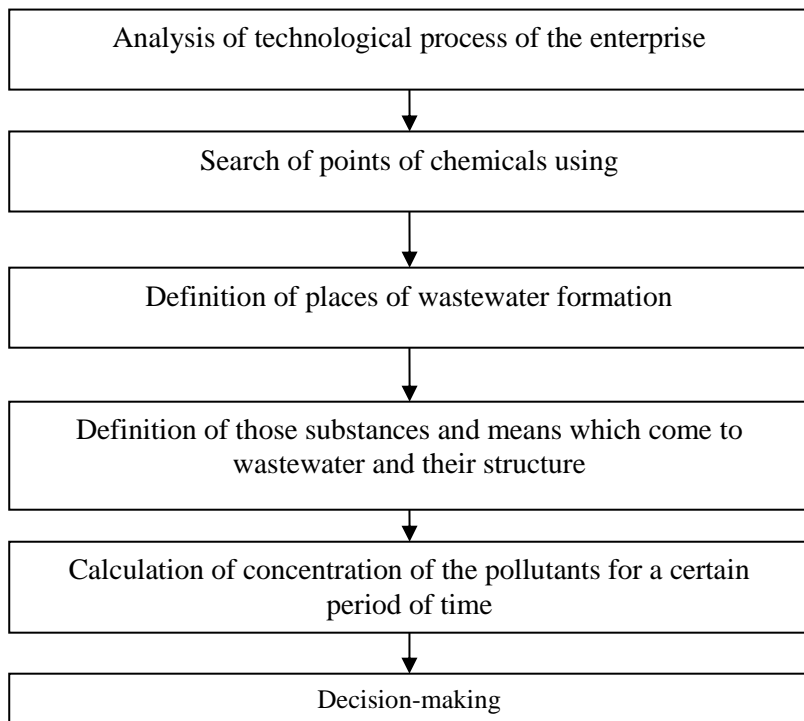 Analysis of technological process of the enterprise
Search of points of chemicals using
Definition of places of wastewater formation
Definition of those substances and means which come to
wastewater and their structure
Calculation of concentration of the pollutants for a certain
period of time
Decision-making